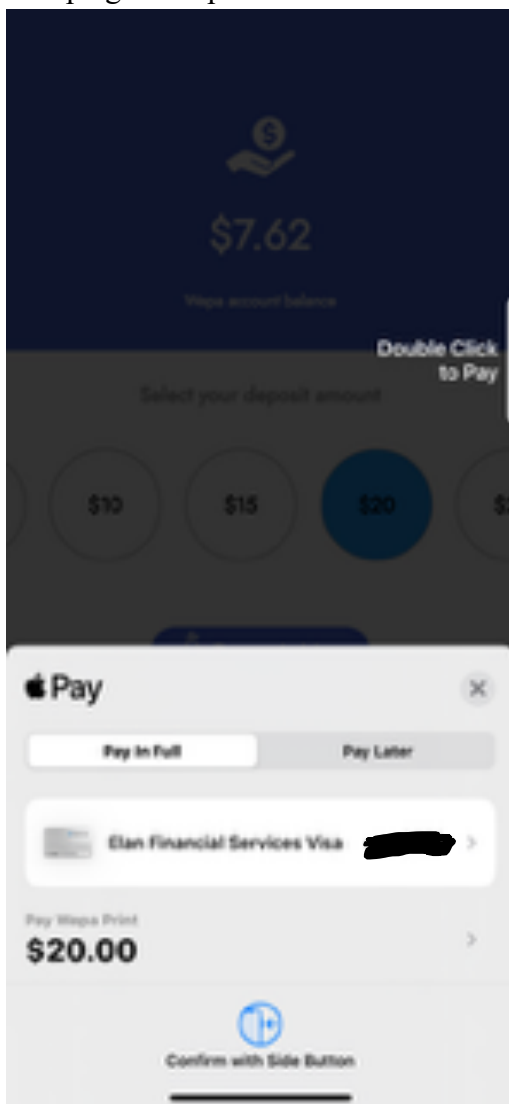 $7.62
Wepa account balance
Double Click
to Pay
Select your deposit amount
$10
$15
$20
Pay
Pay In Full
Pay Later
Elan Financial Services Visa
Pay Wepa Print
$20.00
Confirm with Side Button